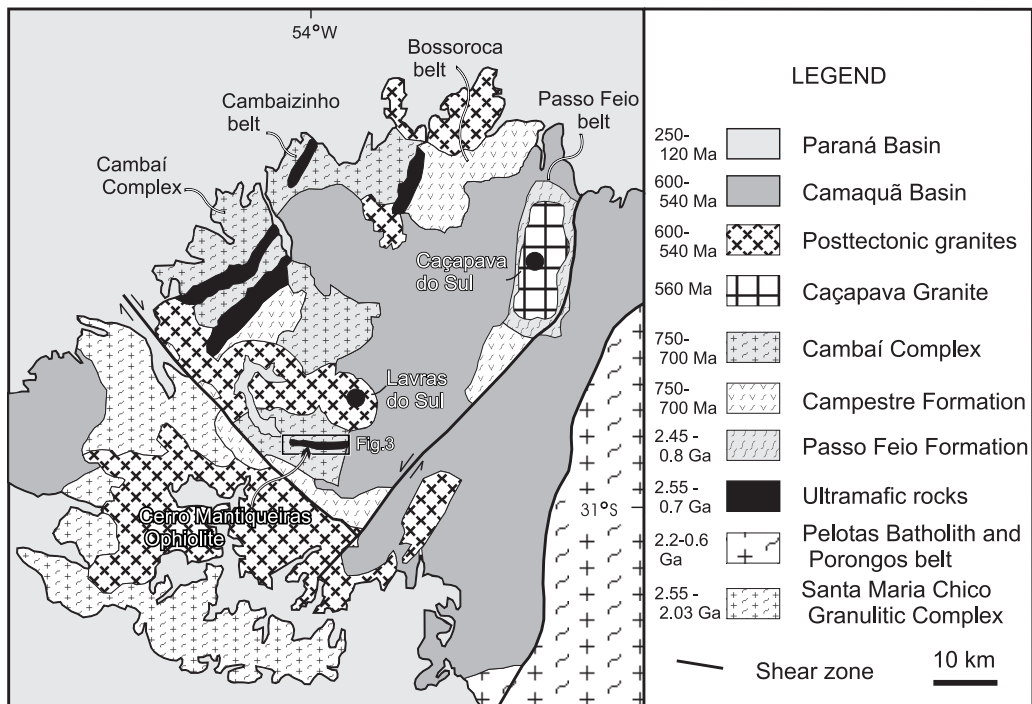 54°W
Bossoroca
belt
Cambaizinho
belt
Passo Feio
belt
Cambaí
Complex
Caçapava
do Sul
Lavras
do Sul
Fig.3
31°S
Cerro Mantiqueiras
Ophiolite
LEGEND
250-
120 Ma
Paraná Basin
600-
540 Ma
Camaquã Basin
600-
540 Ma
Posttectonic granites
560 Ma
Caçapava Granite
750-
700 Ma
Cambaí Complex
750-
700 Ma
Campestre Formation
2.45-
0.8 Ga
Passo Feio Formation
2.55-
0.7 Ga
Ultramafic rocks
2.2-0.6
Ga
Pelotas Batholith and
Porongos belt
2.55-
2.03 Ga
Santa Maria Chico
Granulitic Complex
Shear zone
10 km